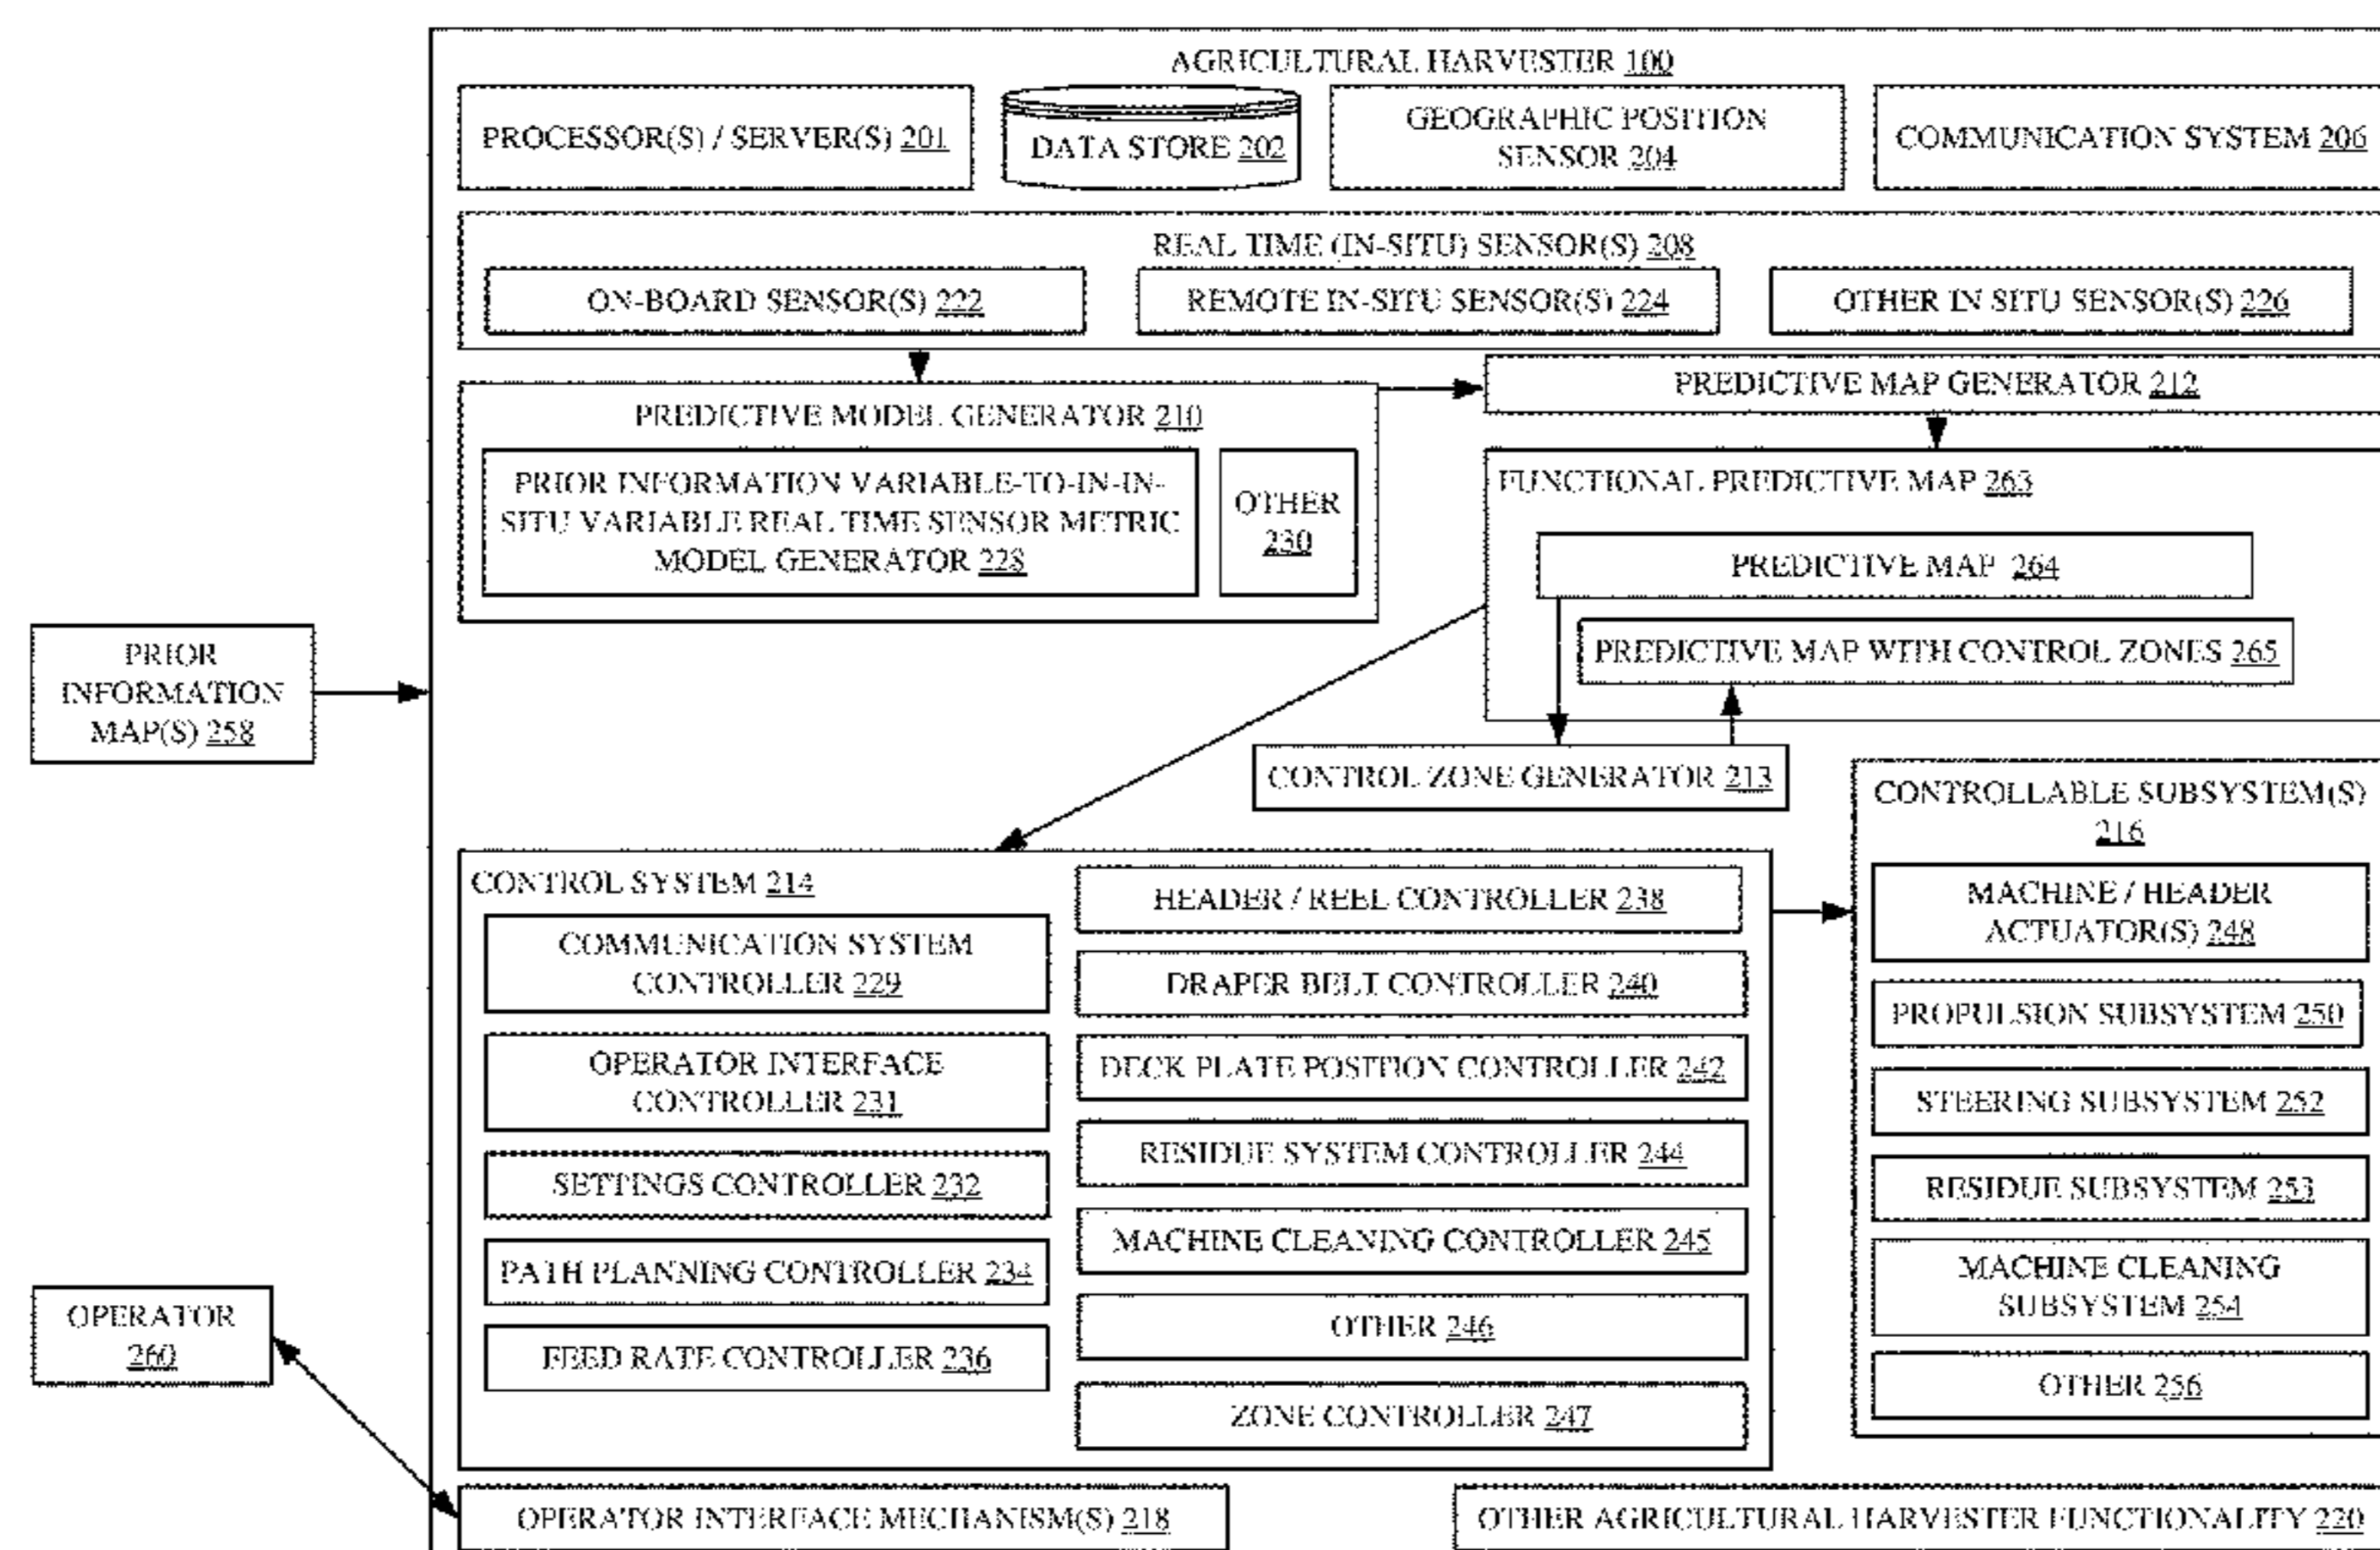 AGRICULTURAL HARVESTER 100
PROCESSOR(S) / SERVER(S) 201
DATA STORE 202
GEOGRAPHIC POSITION
SENSOR 204
COMMUNICATION SYSTEM 206
REAL TIME (IN-SITU) SENSOR(S) 208
ON-BOARD SENSOR(S) 222
REMOTE IN-SITU SENSOR(S) 224
OTHER IN SITU SENSOR(S) 226
PREDICTIVE MODEL GENERATOR 210
PRIOR INFORMATION VARIABLE-TO-IN-IN-
SITU VARIABLE REAL TIME SENSOR METRIC
MODEL GENERATOR 228
OTHER
230
PREDICTIVE MAP GENERATOR 212
FUNCTIONAL PREDICTIVE MAP 263
PREDICTIVE MAP 264
PREDICTIVE MAP WITH CONTROL ZONES 265
PRIOR
INFORMATION
MAP(S) 258
CONTROL ZONE GENERATOR 213
CONTROL SYSTEM 214
COMMUNICATION SYSTEM
CONTROLLER 229
OPERATOR INTERFACE
CONTROLLER 231
SETTINGS CONTROLLER 232
PATH PLANNING CONTROLLER 234
FEED RATE CONTROLLER 236
HEADER / REEL CONTROLLER 238
DRAPER BELT CONTROLLER 240
DECK PLATE POSITION CONTROLLER 242
RESIDUE SYSTEM CONTROLLER 244
MACHINE CLEANING CONTROLLER 245
OTHER 246
ZONE CONTROLLER 247
CONTROLLABLE SUBSYSTEM(S)
216
MACHINE / HEADER
ACTUATOR(S) 248
PROPULSION SUBSYSTEM 250
STEERING SUBSYSTEM 252
RESIDUE SUBSYSTEM 253
MACHINE CLEANING
SUBSYSTEM 254
OTHER 256
OPERATOR
260
OPERATOR INTERFACE MECHANISM(S) 218
OTHER AGRICULTURAL HARVESTER FUNCTIONALITY 220